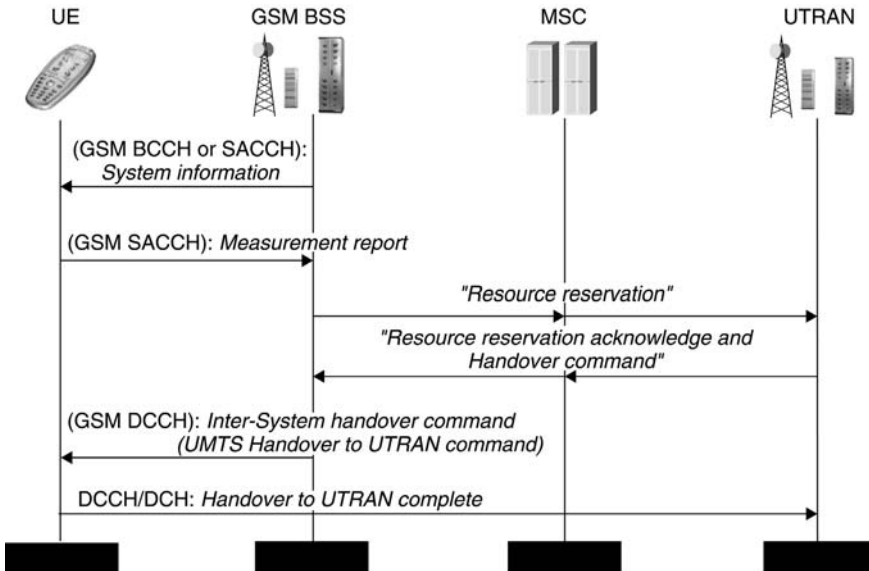 UE
GSM BSS
MSC
UTRAN
(GSM BCCH or SACCH):
System information
(GSM SACCH): Measurement report
"Resource reservation"
"Resource reservation acknowledge and
Handover command"
(GSM DCCH): Inter-System handover command
(UMTS Handover to UTRAN command)
DCCH/DCH: Handover to UTRAN complete